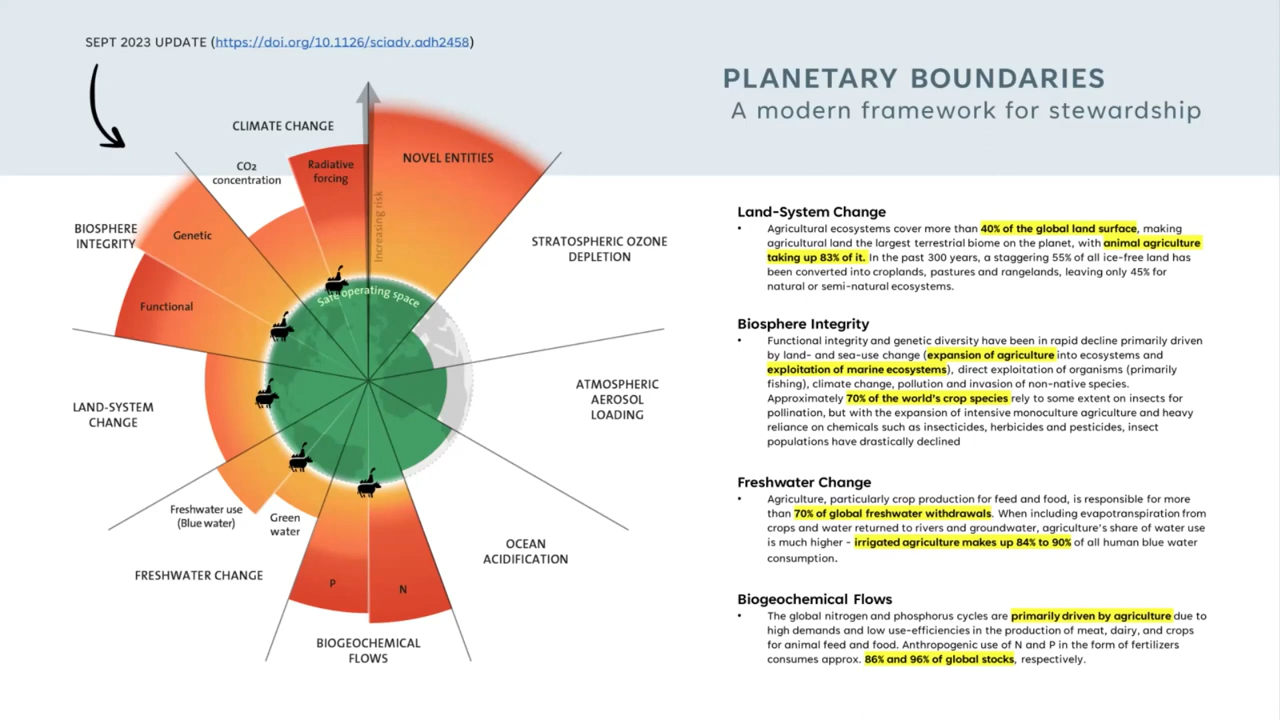 SEPT 2023 UPDATE (https://doi.org/10.1126/sciadv.adh2458)
PLANETARY BOUNDARIES
A modern framework for stewardship
CLIMATE CHANGE
CO2
concentration
Radiative
forcing
NOVEL ENTITIES
Increasing risk
BIOSPHERE
INTEGRITY
Genetic
Functional
STRATOSPHERIC OZONE
DEPLETION
Safe operating space
ATMOSPHERIC
AEROSOL
LOADING
LAND-SYSTEM
CHANGE
Freshwater use
(Blue water)
Green
water
FRESHWATER CHANGE
P
N
OCEAN
ACIDIFICATION
BIOGEOCHEMICAL
FLOWS
Land-System Change
• Agricultural ecosystems cover more than 40% of the global land surface, making
agricultural land the largest terrestrial biome on the planet, with animal agriculture
taking up 83% of it. In the past 300 years, a staggering 55% of all ice-free land has
been converted into croplands, pastures and rangelands, leaving only 45% for
natural or semi-natural ecosystems.
Biosphere Integrity
• Functional integrity and genetic diversity have been in rapid decline primarily driven
by land- and sea-use change (expansion of agriculture into ecosystems and
exploitation of marine ecosystems), direct exploitation of organisms (primarily
fishing), climate change, pollution and invasion of non-native species.
Approximately 70% of the world's crop species rely to some extent on insects for
pollination, but with the expansion of intensive monoculture agriculture and heavy
reliance on chemicals such as insecticides, herbicides and pesticides, insect
populations have drastically declined
Freshwater Change
• Agriculture, particularly crop production for feed and food, is responsible for more
than 70% of global freshwater withdrawals. When including evapotranspiration from
crops and water returned to rivers and groundwater, agriculture's share of water use
is much higher - irrigated agriculture makes up 84% to 90% of all human blue water
consumption.
Biogeochemical Flows
• The global nitrogen and phosphorus cycles are primarily driven by agriculture due to
high demands and low use-efficiencies in the production of meat, dairy, and crops
for animal feed and food. Anthropogenic use of N and P in the form of fertilizers
consumes approx. 86% and 96% of global stocks, respectively.